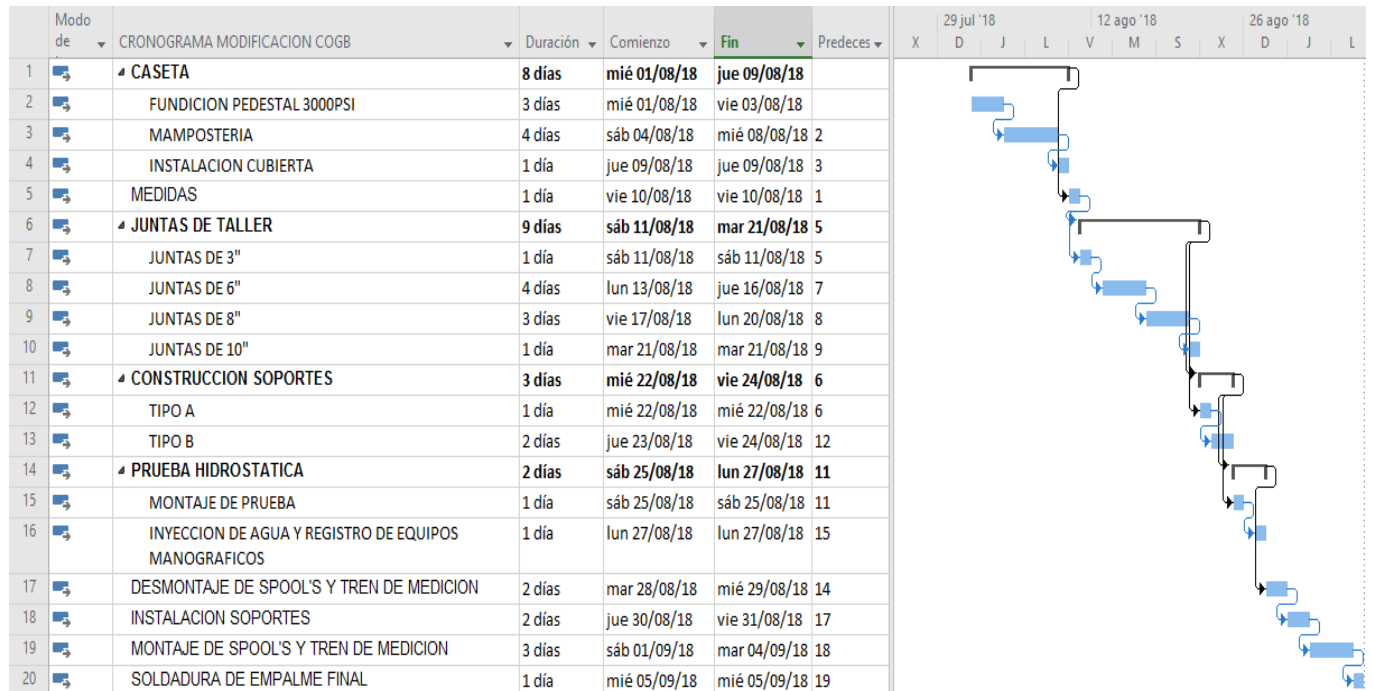 Modo
de CRONOGRAMA MODIFICACION COGB Duración Comienzo Fin Predeces
29 jul '18 12 ago '18 26 ago '18
X D J L V M S X D J L
1 CASETA 8 días mié 01/08/18 jue 09/08/18
2 FUNDICION PEDESTAL 3000PSI 3 días mié 01/08/18 vie 03/08/18
3 MAMPOSTERIA 4 días sáb 04/08/18 mié 08/08/18 2
4 INSTALACION CUBIERTA 1 día jue 09/08/18 jue 09/08/18 3
5 MEDIDAS 1 día vie 10/08/18 vie 10/08/18 1
6 JUNTAS DE TALLER 9 días sáb 11/08/18 mar 21/08/18 5
7 JUNTAS DE 3" 1 día sáb 11/08/18 sáb 11/08/18 5
8 JUNTAS DE 6" 4 días lun 13/08/18 jue 16/08/18 7
9 JUNTAS DE 8" 3 días vie 17/08/18 lun 20/08/18 8
10 JUNTAS DE 10" 1 día mar 21/08/18 mar 21/08/18 9
11 CONSTRUCCION SOPORTES 3 días mié 22/08/18 vie 24/08/18 6
12 TIPO A 1 día mié 22/08/18 mié 22/08/18 6
13 TIPO B 2 días jue 23/08/18 vie 24/08/18 12
14 PRUEBA HIDROSTATICA 2 días sáb 25/08/18 lun 27/08/18 11
15 MONTAJE DE PRUEBA 1 día sáb 25/08/18 sáb 25/08/18 11
16 INYECCION DE AGUA Y REGISTRO DE EQUIPOS 1 día lun 27/08/18 lun 27/08/18 15
MANOGRAFICOS
17 DESMONTAJE DE SPOOL'S Y TREN DE MEDICION 2 días mar 28/08/18 mié 29/08/18 14
18 INSTALACION SOPORTES 2 días jue 30/08/18 vie 31/08/18 17
19 MONTAJE DE SPOOL'S Y TREN DE MEDICION 3 días sáb 01/09/18 mar 04/09/18 18
20 SOLDADURA DE EMPALME FINAL 1 día mié 05/09/18 mié 05/09/18 19